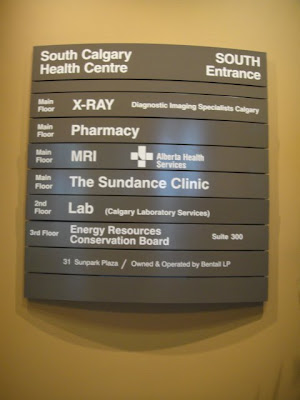 South Calgary SOUTH
Health Centre Entrance
Main Floor X-RAY Diagnostic Imaging Specialists Calgary
Main Floor Pharmacy
Main Floor MRI Alberta Health Services
Main Floor The Sundance Clinic
2nd Floor Lab (Calgary Laboratory Services)
3rd Floor Energy Resources Conservation Board Suite 300
31 Sunpark Plaza / Owned & Operated by Bentall LP